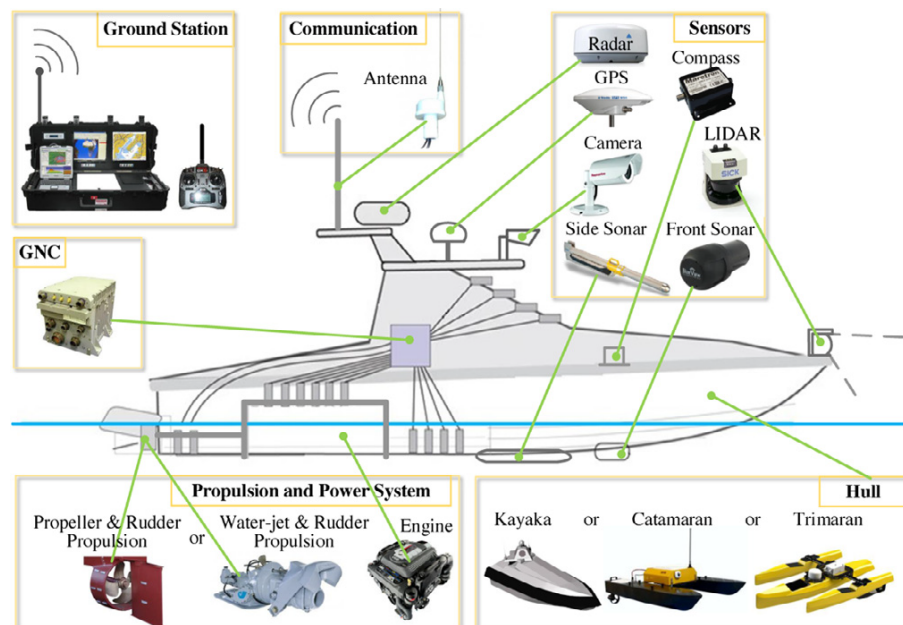 Ground Station
Communication
Antenna
Sensors
Radar
Compass
GPS
Camera
LIDAR
SICK
Side Sonar
Front Sonar
GNC
Propulsion and Power System
Propeller & Rudder
Propulsion
or
Water-jet & Rudder
Propulsion
Engine
Hull
Kayaka
or
Catamaran
or
Trimaran